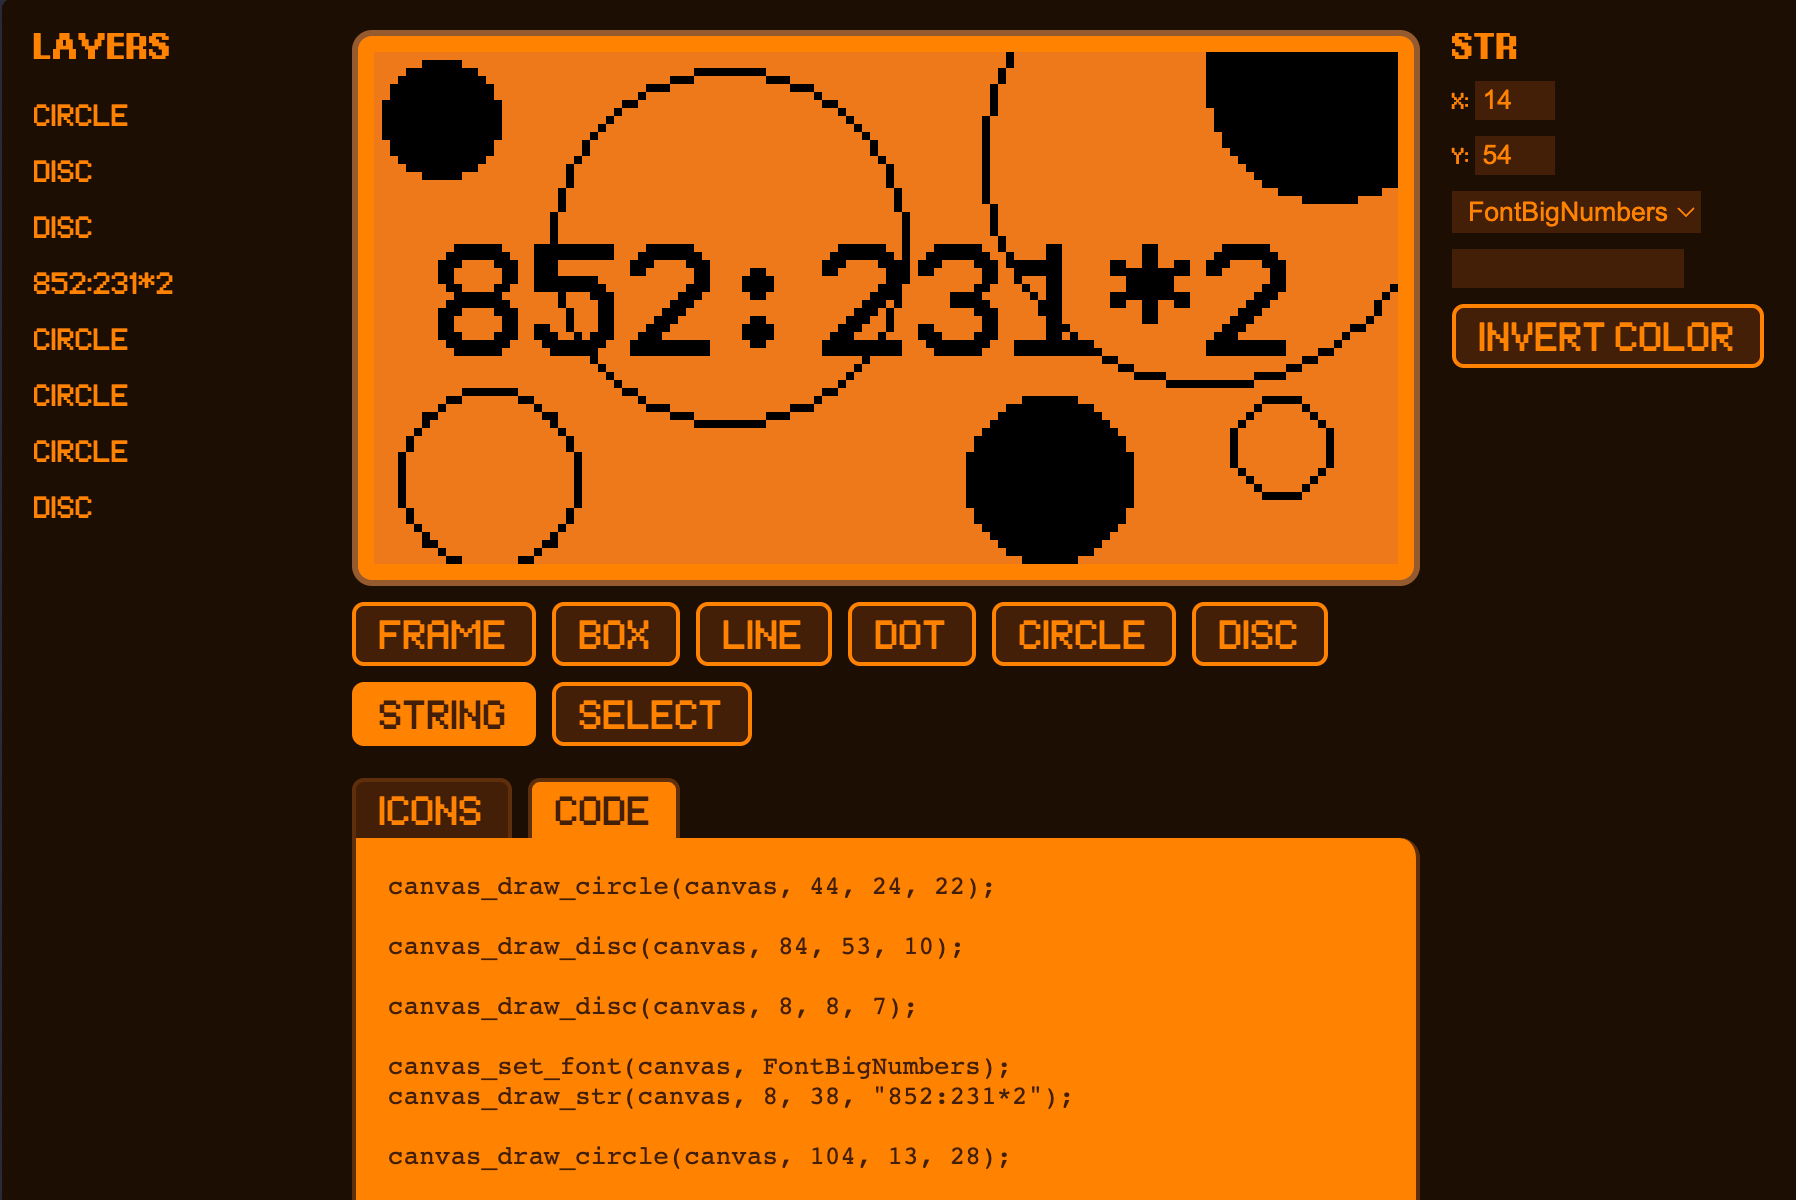 LAYERS
CIRCLE
DISC
DISC
852:231*2
CIRCLE
CIRCLE
CIRCLE
DISC
852:231*2
STR
X: 14
Y: 54
FontBigNumbers
INVERT COLOR
FRAME BOX LINE DOT CIRCLE DISC
STRING SELECT
ICONS CODE
canvas_draw_circle(canvas, 44, 24, 22);
canvas_draw_disc(canvas, 84, 53, 10);
canvas_draw_disc(canvas, 8, 8, 7);
canvas_set_font(canvas, FontBigNumbers);
canvas_draw_str(canvas, 8, 38, "852:231*2");
canvas_draw_circle(canvas, 104, 13, 28);